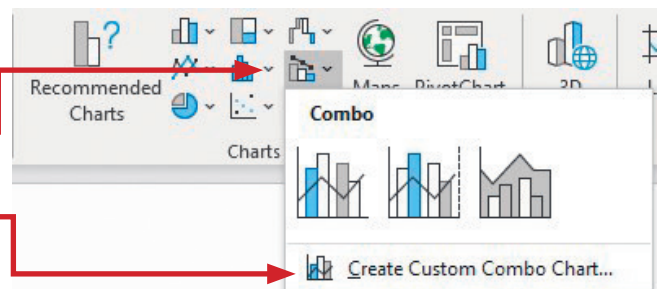 ?
Recommended
Charts
Maps
PivotChart
3D
Charts
Combo
Create Custom Combo Chart...